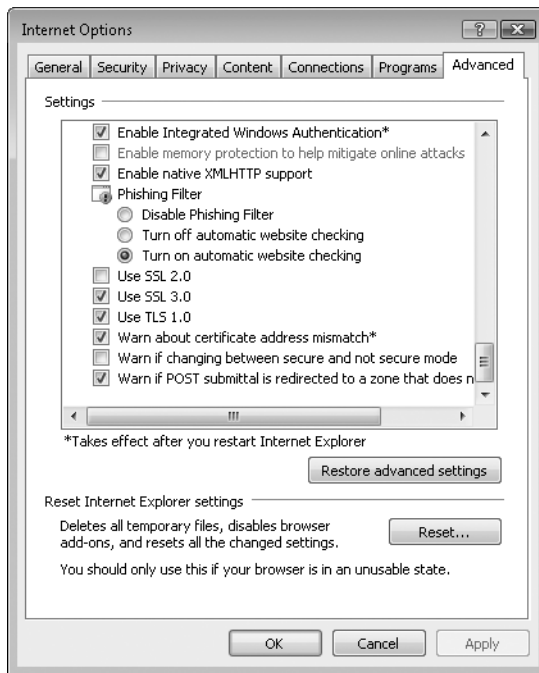 Internet Options
General Security Privacy Content Connections Programs Advanced
Settings
Enable Integrated Windows Authentication*
Enable memory protection to help mitigate online attacks
Enable native XMLHTTP support
Phishing Filter
Disable Phishing Filter
Turn off automatic website checking
Turn on automatic website checking
Use SSL 2.0
Use SSL 3.0
Use TLS 1.0
Warn about certificate address mismatch*
Warn if changing between secure and not secure mode
Warn if POST submittal is redirected to a zone that does n
*Takes effect after you restart Internet Explorer
Restore advanced settings
Reset Internet Explorer settings
Deletes all temporary files, disables browser
add-ons, and resets all the changed settings.
Reset...
You should only use this if your browser is in an unusable state.
OK Cancel Apply